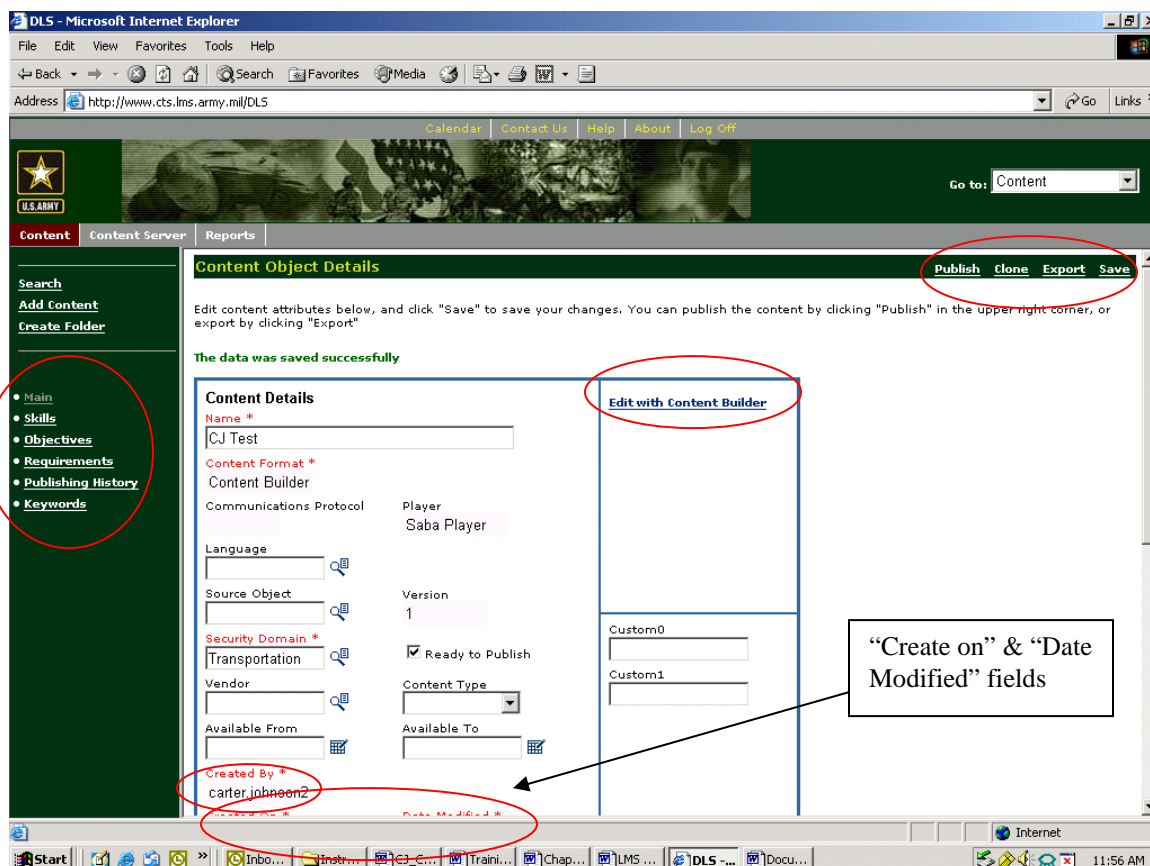 DLS - Microsoft Internet Explorer
File Edit View Favorites Tools Help
Back Search Favorites Media
Address http://www.cts.lms.army.mil/DLS Go Links
Calendar Contact Us Help About Log Off
U.S.ARMY
Go to: Content
Content Content Server Reports
Content Object Details
Publish Clone Export Save
Search
Add Content
Create Folder
Edit content attributes below, and click "Save" to save your changes. You can publish the content by clicking "Publish" in the upper right corner, or
export by clicking "Export"
The data was saved successfully
• Main
• Skills
• Objectives
• Requirements
• Publishing History
• Keywords
Content Details
Name *
CJ Test
Content Format *
Content Builder
Communications Protocol Player
Saba Player
Language
Source Object Version
1
Security Domain *
Transportation Ready to Publish
Vendor Content Type
Available From Available To
Created By *
carter.johnson2
Created On * Date Modified *
Edit with Content Builder
Custom0
Custom1
“Create on” & “Date
Modified” fields
Internet
Start » Inbo... Instr... CJ_C... Traini... Chap... LMS ... DLS -... Docu... 11:56 AM